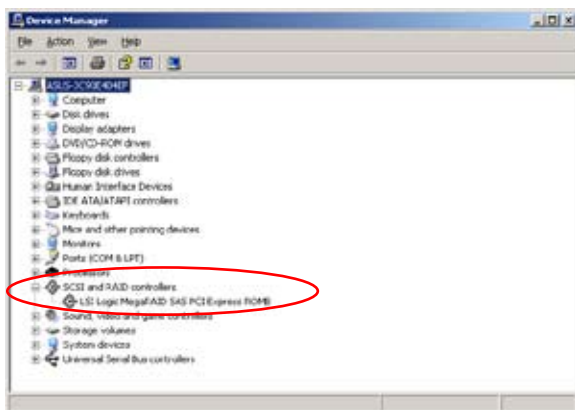 Device Manager
File Action View Help
Computer
Disk drives
Display adapters
DVD/CD-ROM drives
Floppy disk controllers
Floppy disk drives
Human Interface Devices
IDE ATA/ATAPI controllers
Keyboards
Mice and other pointing devices
Monitors
Ports (COM & LPT)
Processors
SCSI and RAID controllers
LSI Logic MegaRAID SAS PCI Express ROMB
Sound, video and game controllers
Storage volumes
System devices
Universal Serial Bus controllers